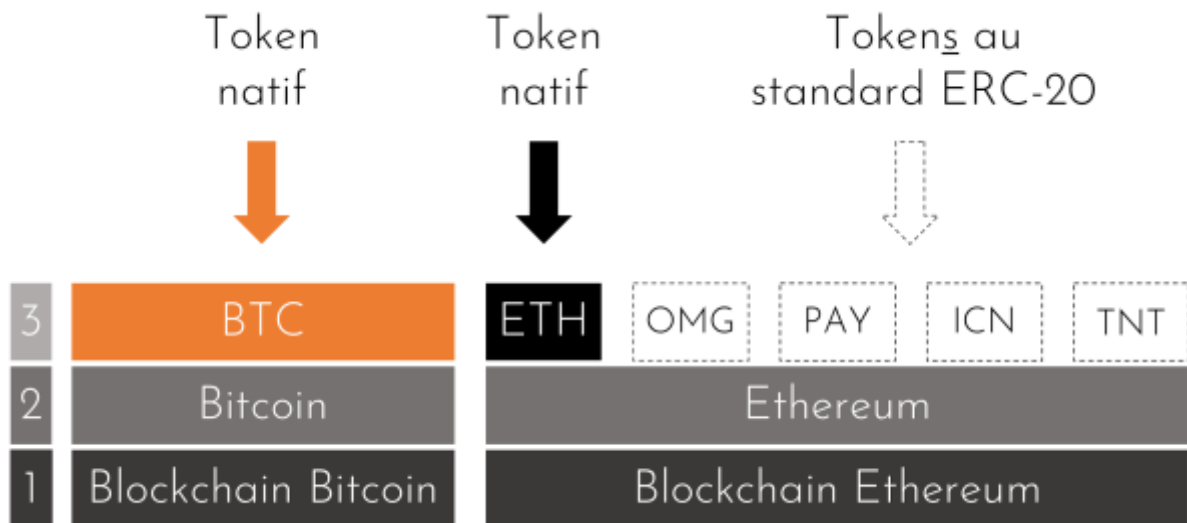 Token
natif
Token
natif
Tokens au
standard ERC-20
3
BTC
ETH
OMG
PAY
ICN
TNT
2
Bitcoin
Ethereum
1
Blockchain Bitcoin
Blockchain Ethereum